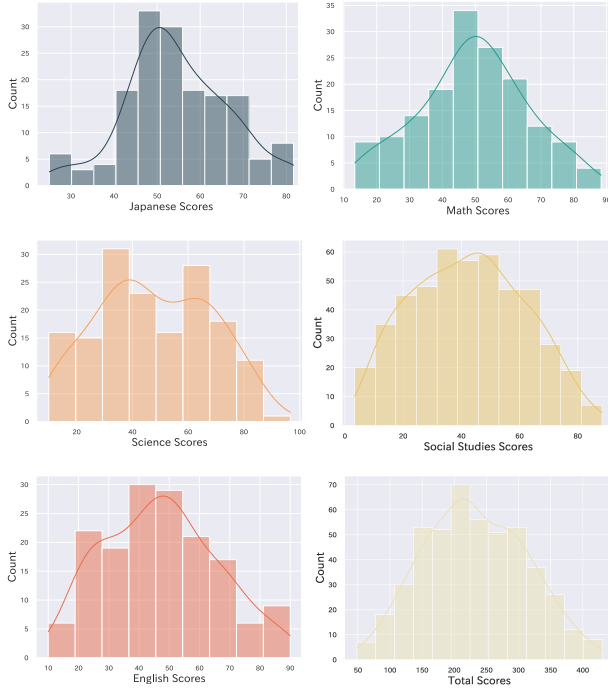 Count
30
25
20
15
10
5
0
30 40 50 60 70 80
Japanese Scores
Count
35
30
25
20
15
10
5
0
10 20 30 40 50 60 70 80 90
Math Scores
Count
30
25
20
15
10
5
0
20 40 60 80 100
Science Scores
Count
60
50
40
30
20
10
0
0 20 40 60 80
Social Studies Scores
Count
30
25
20
15
10
5
0
10 20 30 40 50 60 70 80 90
English Scores
Count
70
60
50
40
30
20
10
0
50 100 150 200 250 300 350 400
Total Scores